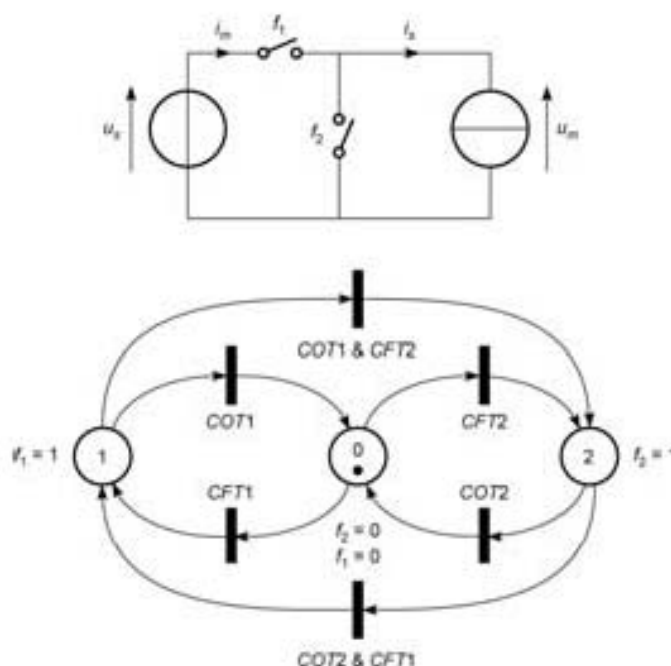 i_m f_1 i_s
u_s f_2 u_m
COT1 & CFT2
COT1 CFT2
f_1 = 1 1 0 2 f_2 = 1
CFT1 COT2
f_2 = 0
f_1 = 0
COT2 & CFT1